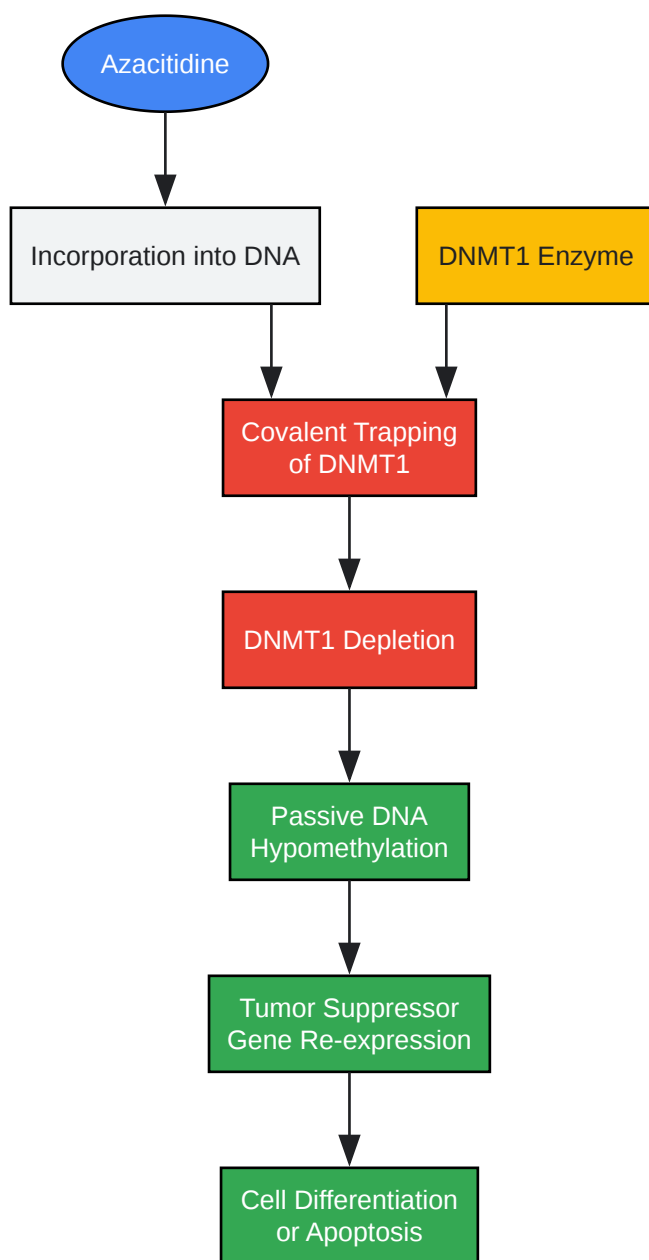 Azacitidine
Incorporation into DNA
DNMT1 Enzyme
Covalent Trapping
of DNMT1
DNMT1 Depletion
Passive DNA
Hypomethylation
Tumor Suppressor
Gene Re-expression
Cell Differentiation
or Apoptosis